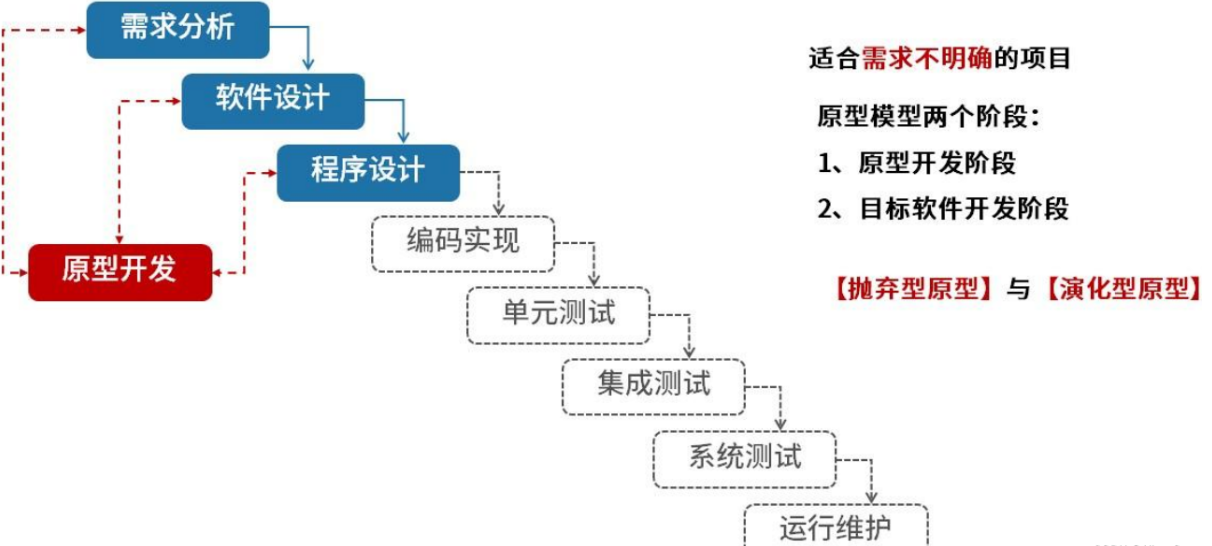 需求分析
软件设计
程序设计
原型开发
编码实现
单元测试
集成测试
系统测试
运行维护
适合需求不明确的项目
原型模型两个阶段：
1、原型开发阶段
2、目标软件开发阶段
【抛弃型原型】与【演化型原型】